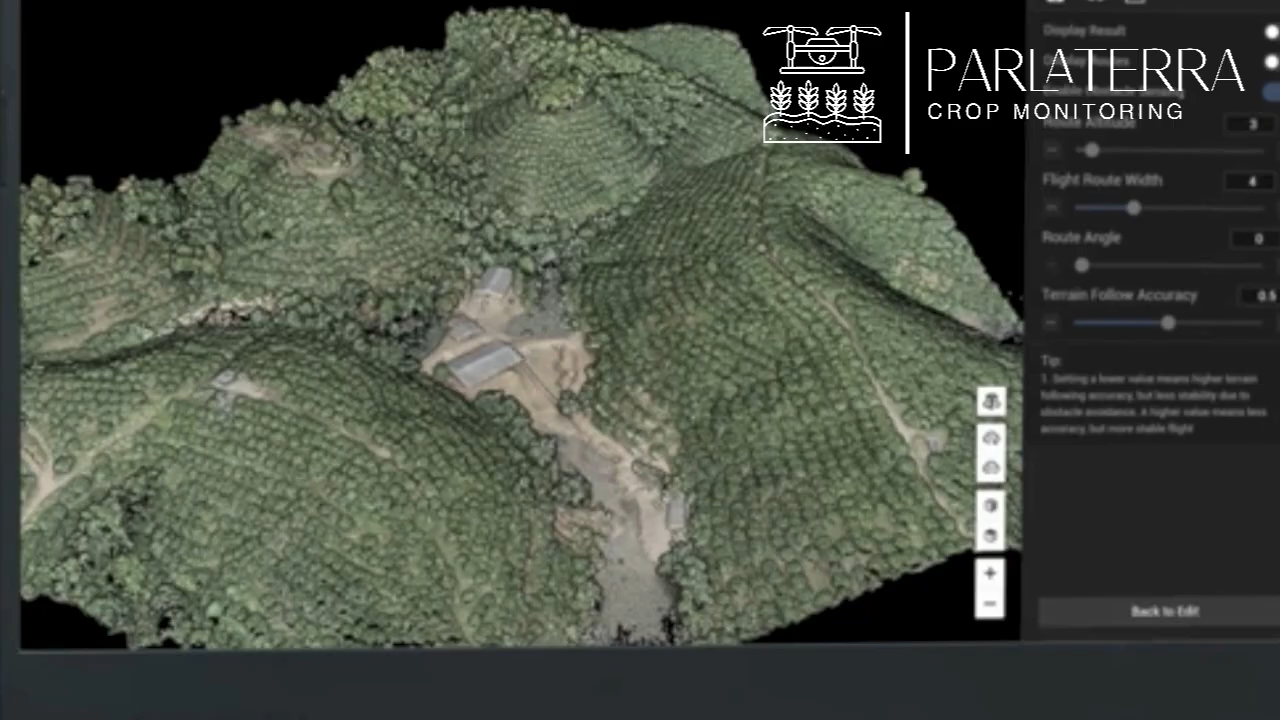 PARLATERRA
CROP MONITORING
Display Result
3
Flight Route Width
4
Route Angle
0
Terrain Follow Accuracy
0.5
Tip:
1. Setting a lower value means higher terrain
following accuracy, but less stability due to
obstacle avoidance. A higher value means less
accuracy, but more stable flight
Back to Edit